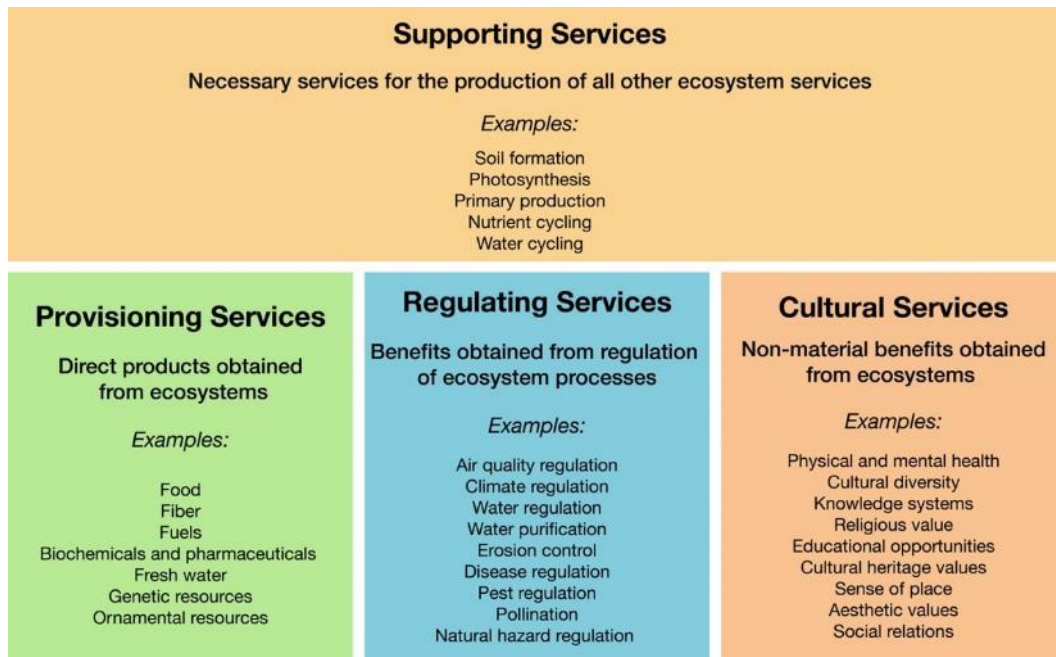 Supporting Services
Necessary services for the production of all other ecosystem services
Examples:
Soil formation
Photosynthesis
Primary production
Nutrient cycling
Water cycling
Provisioning Services
Direct products obtained
from ecosystems
Examples:
Food
Fiber
Fuels
Biochemicals and pharmaceuticals
Fresh water
Genetic resources
Ornamental resources
Regulating Services
Benefits obtained from regulation
of ecosystem processes
Examples:
Air quality regulation
Climate regulation
Water regulation
Water purification
Erosion control
Disease regulation
Pest regulation
Pollination
Natural hazard regulation
Cultural Services
Non-material benefits obtained
from ecosystems
Examples:
Physical and mental health
Cultural diversity
Knowledge systems
Religious value
Educational opportunities
Cultural heritage values
Sense of place
Aesthetic values
Social relations